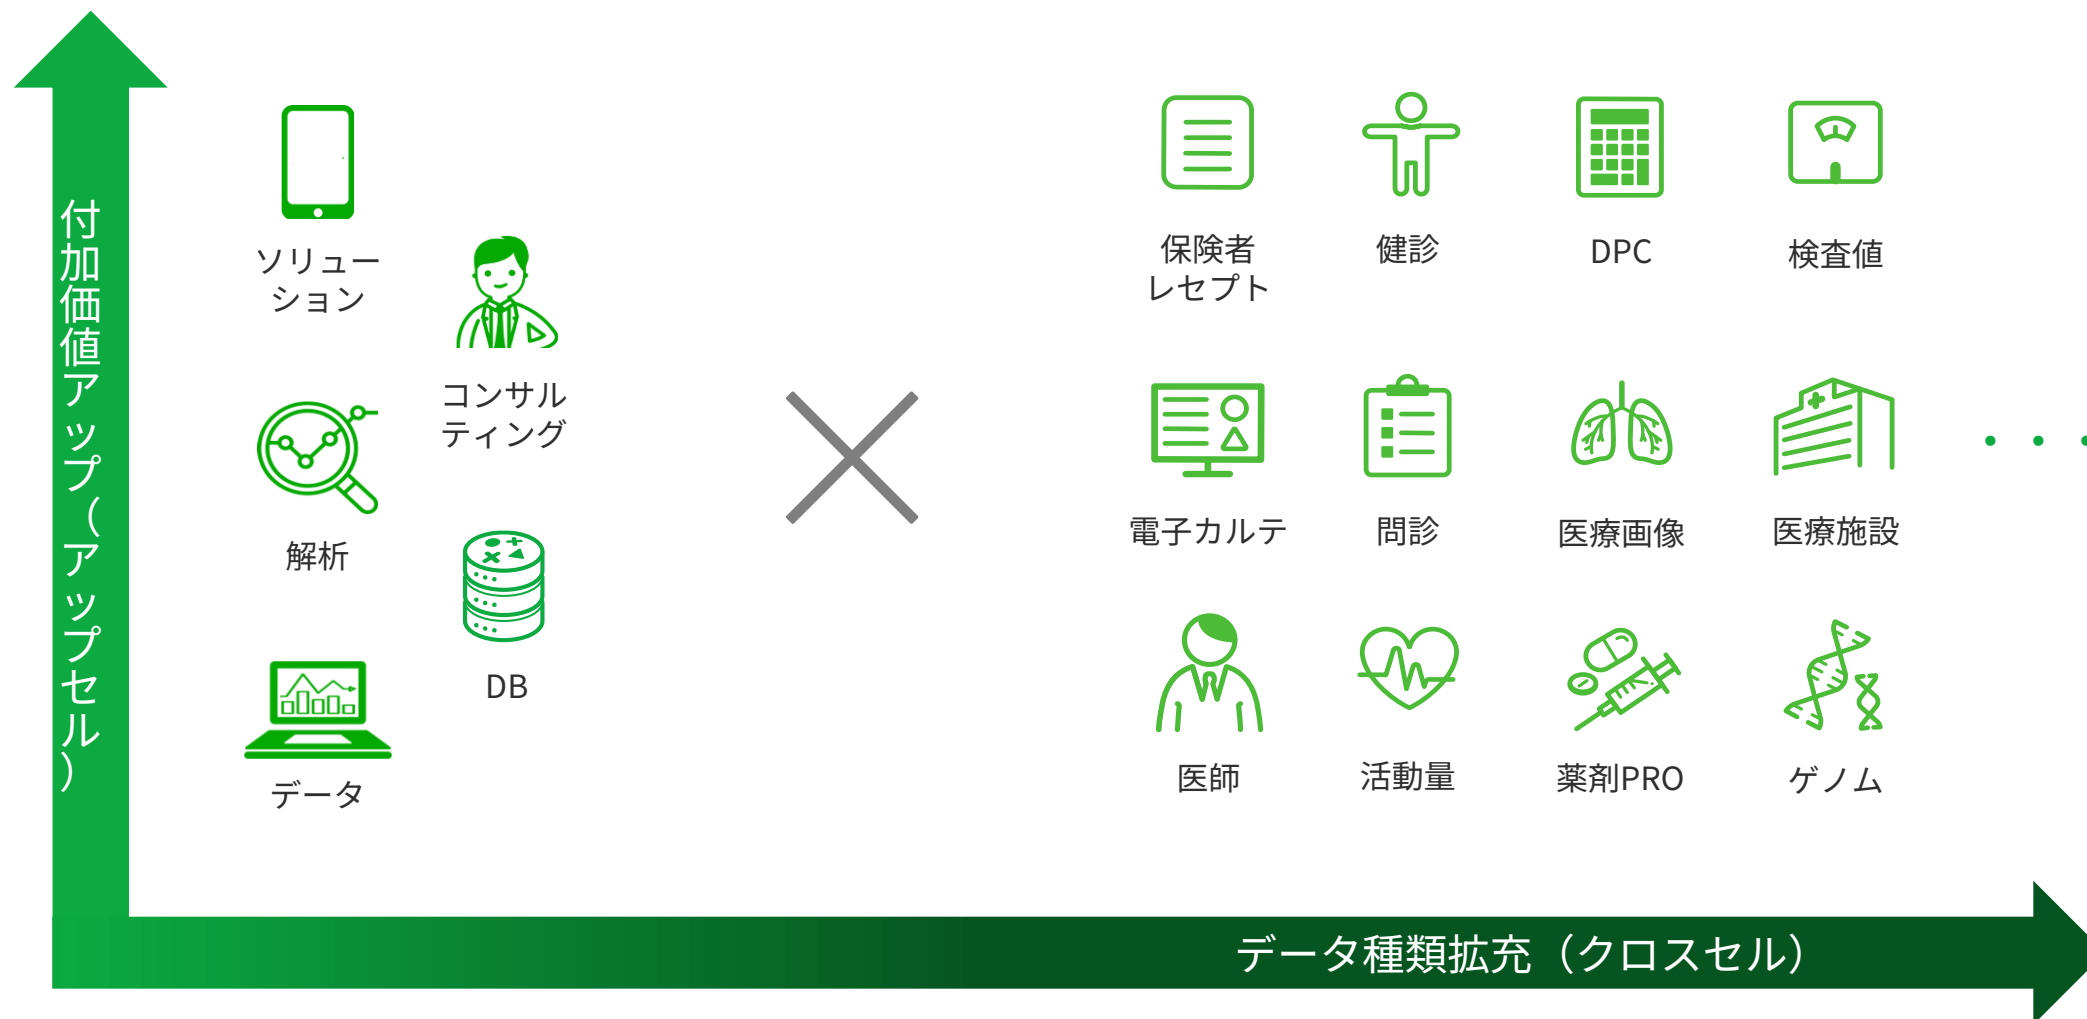 付加価値アップ（アップセル）
ソリュー
ション
コンサル
ティング
解析
DB
データ
保険者
レセプト
健診
DPC
検査値
電子カルテ
問診
医療画像
医療施設
・・・
医師
活動量
薬剤PRO
ゲノム
データ種類拡充（クロスセル）